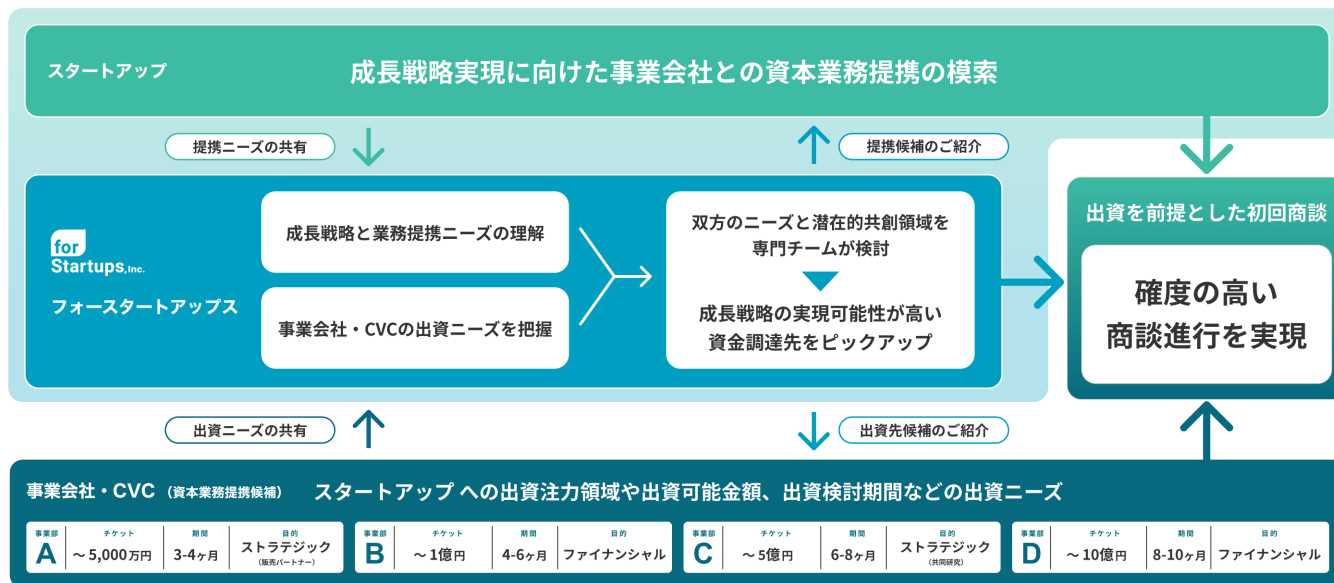 スタートアップ
成長戦略実現に向けた事業会社との資本業務提携の模索
提携ニーズの共有
提携候補のご紹介
for
Startups,Inc.
フォースタートアップス
成長戦略と業務提携ニーズの理解
事業会社・CVCの出資ニーズを把握
双方のニーズと潜在的共創領域を
専門チームが検討
成長戦略の実現可能性が高い
資金調達先をピックアップ
出資を前提とした初回商談
確度の高い
商談進行を実現
出資ニーズの共有
出資先候補のご紹介
事業会社・CVC (資本業務提携候補) スタートアップ への出資注力領域や出資可能金額、出資検討期間などの出資ニーズ
事業部
A
チケット
～ 5,000万円
期間
3-4ヶ月
目的
ストラテジック
(販売パートナー)
事業部
B
チケット
～ 1億円
期間
4-6ヶ月
目的
ファイナンシャル
事業部
C
チケット
～ 5億円
期間
6-8ヶ月
目的
ストラテジック
(共同研究)
事業部
D
チケット
～ 10億円
期間
8-10ヶ月
目的
ファイナンシャル